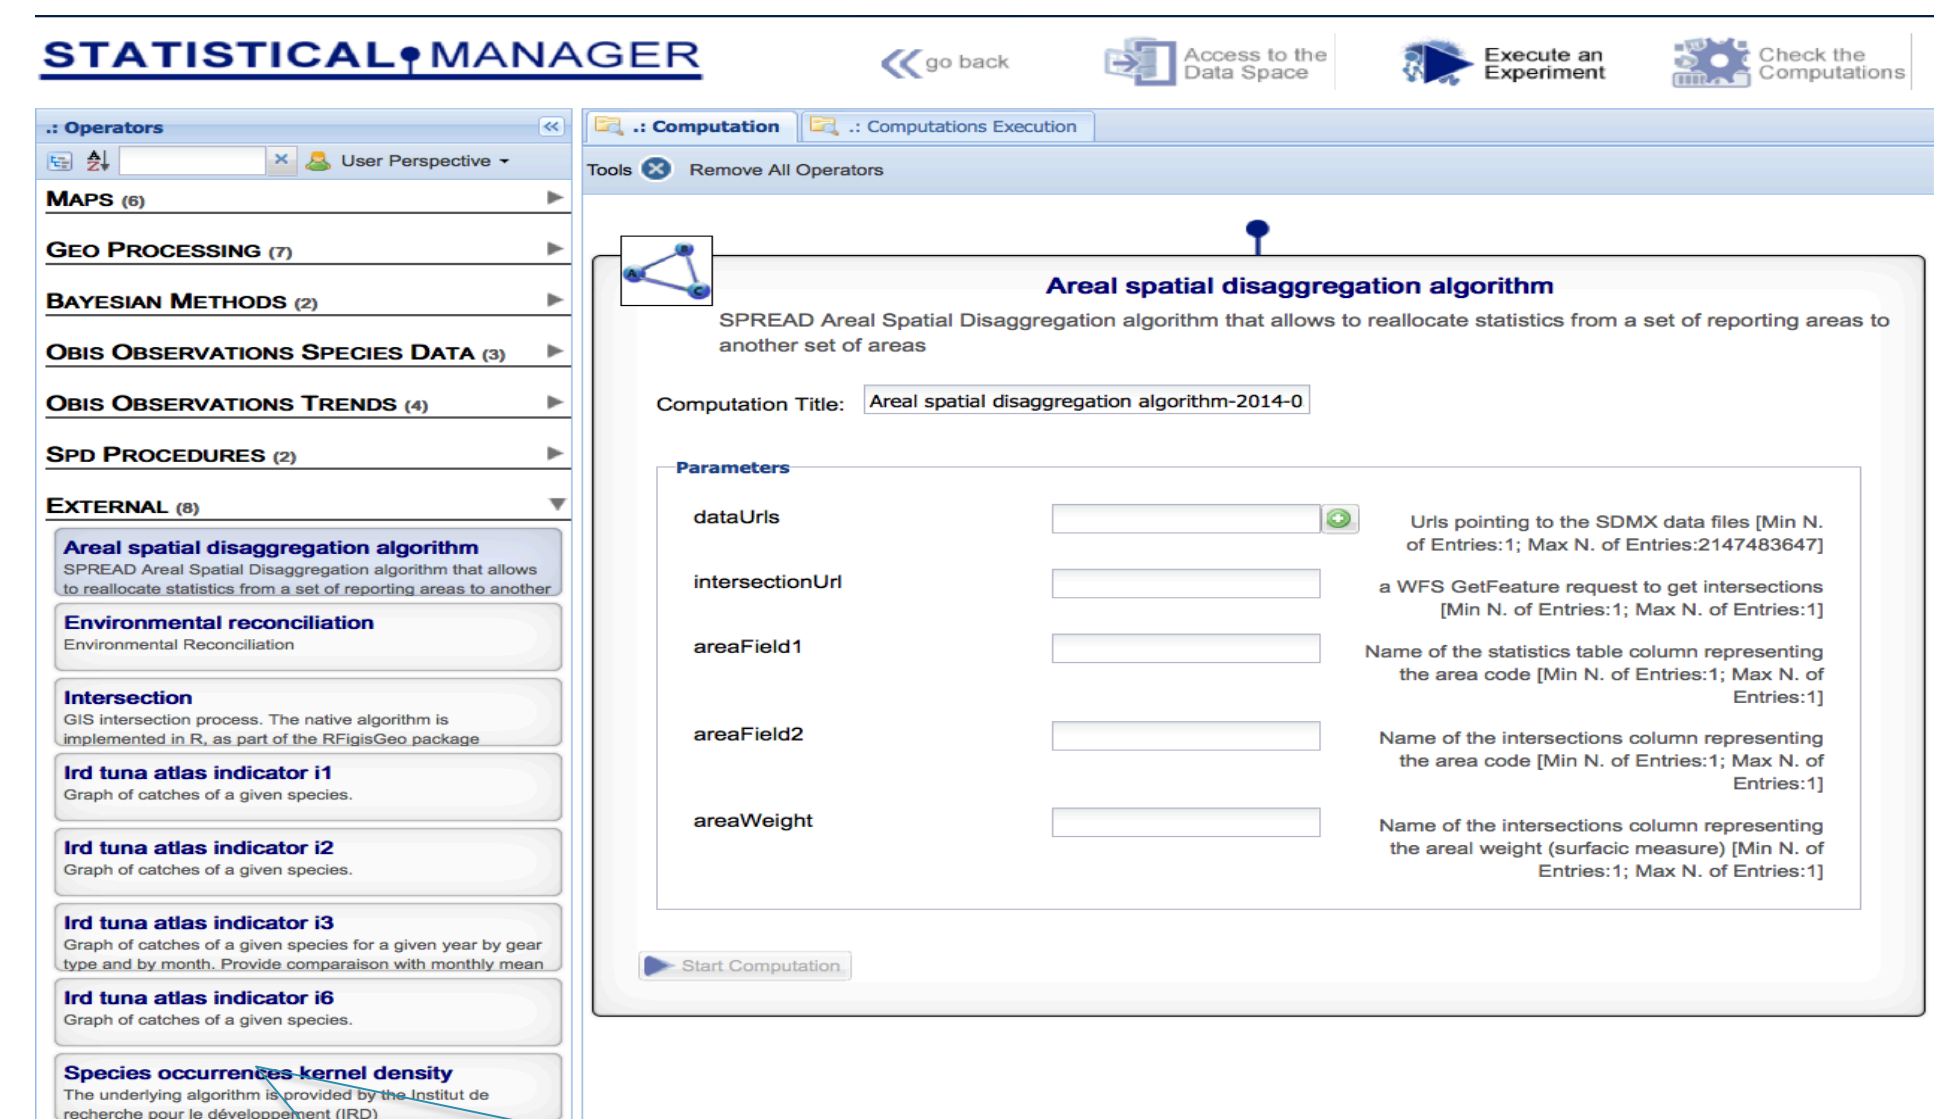 STATISTICAL MANAGER
go back
Access to the
Data Space
Execute an
Experiment
Check the
Computations
.: Operators
User Perspective
MAPS (6)
GEO PROCESSING (7)
BAYESIAN METHODS (2)
OBIS OBSERVATIONS SPECIES DATA (3)
OBIS OBSERVATIONS TRENDS (4)
SPD PROCEDURES (2)
EXTERNAL (8)
Areal spatial disaggregation algorithm
SPREAD Areal Spatial Disaggregation algorithm that allows
to reallocate statistics from a set of reporting areas to another
Environmental reconciliation
Environmental Reconciliation
Intersection
GIS intersection process. The native algorithm is
implemented in R, as part of the RFigisGeo package
Ird tuna atlas indicator i1
Graph of catches of a given species.
Ird tuna atlas indicator i2
Graph of catches of a given species.
Ird tuna atlas indicator i3
Graph of catches of a given species for a given year by gear
type and by month. Provide comparaison with monthly mean
Ird tuna atlas indicator i6
Graph of catches of a given species.
Species occurrences kernel density
The underlying algorithm is provided by the Institut de
recherche pour le développement (IRD)
.: Computation
.: Computations Execution
Tools
Remove All Operators
A
B
C
Areal spatial disaggregation algorithm
SPREAD Areal Spatial Disaggregation algorithm that allows to reallocate statistics from a set of reporting areas to
another set of areas
Computation Title:
Areal spatial disaggregation algorithm-2014-0
Parameters
dataUrls
Urls pointing to the SDMX data files [Min N.
of Entries:1; Max N. of Entries:2147483647]
intersectionUrl
a WFS GetFeature request to get intersections
[Min N. of Entries:1; Max N. of Entries:1]
areaField1
Name of the statistics table column representing
the area code [Min N. of Entries:1; Max N. of
Entries:1]
areaField2
Name of the intersections column representing
the area code [Min N. of Entries:1; Max N. of
Entries:1]
areaWeight
Name of the intersections column representing
the areal weight (surfacic measure) [Min N. of
Entries:1; Max N. of Entries:1]
Start Computation